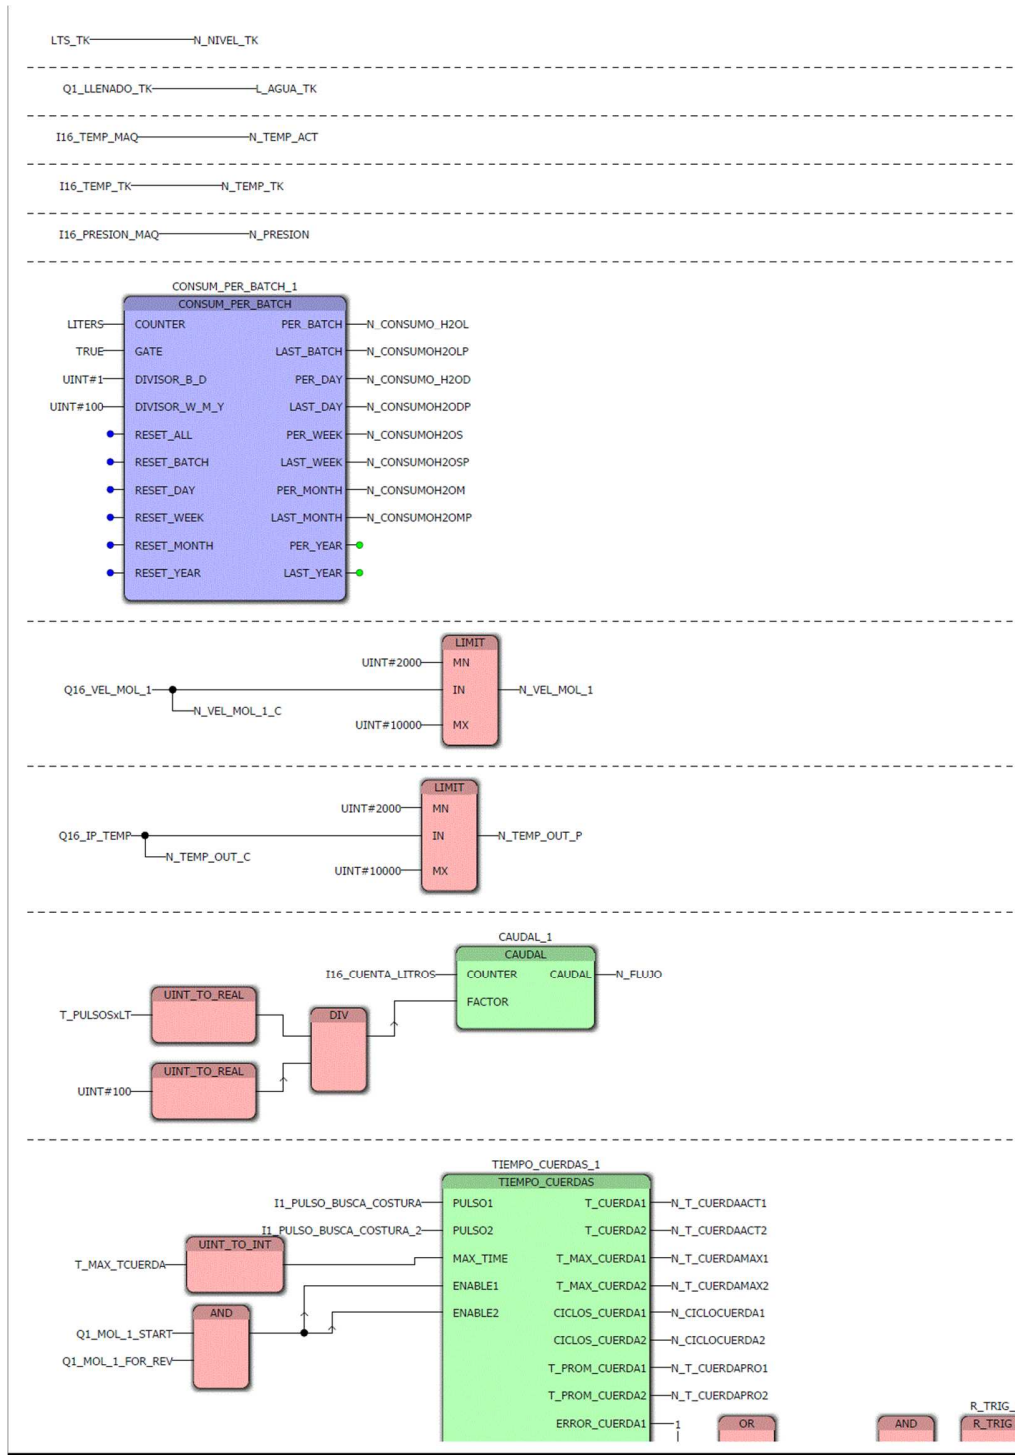 LTS_TK N_NIVEL_TK
Q1_LLENADO_TK L_AGUA_TK
I16_TEMP_MAQ N_TEMP_ACT
I16_TEMP_TK N_TEMP_TK
I16_PRESION_MAQ N_PRESION
CONSUM_PER_BATCH_1
CONSUM_PER_BATCH
LITERS COUNTER PER_BATCH N_CONSUMO_H2OL
TRUE GATE LAST_BATCH N_CONSUMOH2OLP
UINT#1 DIVISOR_B_D PER_DAY N_CONSUMO_H2OD
UINT#100 DIVISOR_W_M_Y LAST_DAY N_CONSUMOH2ODP
RESET_ALL PER_WEEK N_CONSUMOH2OS
RESET_BATCH LAST_WEEK N_CONSUMOH2OSP
RESET_DAY PER_MONTH N_CONSUMOH2OM
RESET_WEEK LAST_MONTH N_CONSUMOH2OMP
RESET_MONTH PER_YEAR
RESET_YEAR LAST_YEAR
LIMIT
UINT#2000 MN
Q16_VEL_MOL_1 IN N_VEL_MOL_1
N_VEL_MOL_1_C
UINT#10000 MX
LIMIT
UINT#2000 MN
Q16_IP_TEMP IN N_TEMP_OUT_P
N_TEMP_OUT_C
UINT#10000 MX
CAUDAL_1
CAUDAL
I16_CUENTA_LITROS COUNTER CAUDAL N_FLUJO
UINT_TO_REAL FACTOR
T_PULSOSxLT DIV
UINT_TO_REAL
UINT#100
TIEMPO_CUERDAS_1
TIEMPO_CUERDAS
I1_PULSO_BUSCA_COSTURA PULSO1 T_CUERDA1 N_T_CUERDAACT1
I1_PULSO_BUSCA_COSTURA_2 PULSO2 T_CUERDA2 N_T_CUERDAACT2
UINT_TO_INT
T_MAX_TCUERDA MAX_TIME T_MAX_CUERDA1 N_T_CUERDAMAX1
ENABLE1 T_MAX_CUERDA2 N_T_CUERDAMAX2
AND ENABLE2 CICLOS_CUERDA1 N_CICLOCUERDA1
Q1_MOL_1_START CICLOS_CUERDA2 N_CICLOCUERDA2
Q1_MOL_1_FOR_REV T_PROM_CUERDA1 N_T_CUERDAPRO1
T_PROM_CUERDA2 N_T_CUERDAPRO2
R_TRIG_
ERROR_CUERDA1 1 OR AND R_TRIG